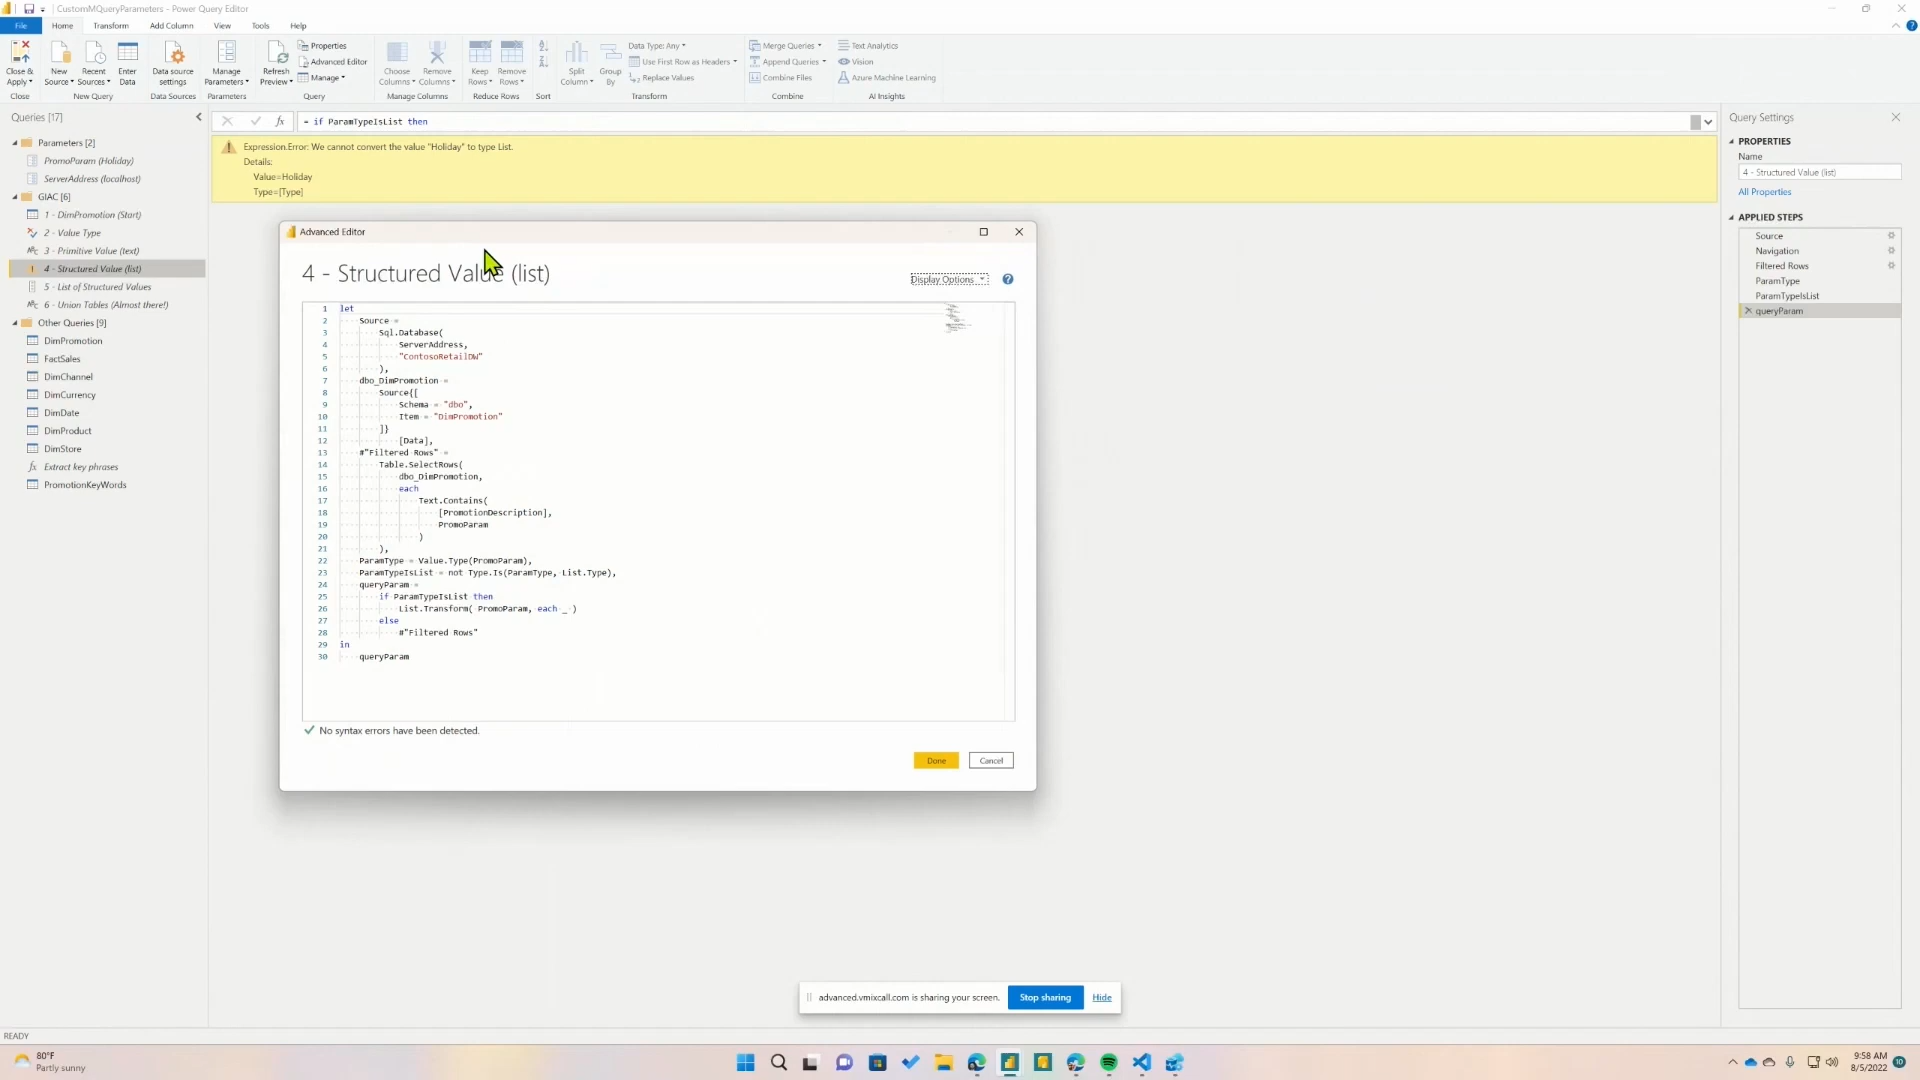 CustomMQueryParameters - Power Query Editor
File Home Transform Add Column View Tools Help
Close & Apply
New Source
Recent Sources
Enter Data
Data source settings
Manage Parameters
Refresh Preview
Properties
Advanced Editor
Manage
Choose Columns
Remove Columns
Keep Rows
Remove Rows
Split Column
Group By
Data Type: Any
Use First Row as Headers
Replace Values
Merge Queries
Append Queries
Combine Files
Text Analytics
Vision
Azure Machine Learning
Close New Query Data Sources Parameters Query Manage Columns Reduce Rows Sort Transform Combine AI Insights
Queries [17]
Parameters [2]
PromoParam (Holiday)
ServerAddress (localhost)
GIAC [6]
1 - DimPromotion (Start)
2 - Value Type
3 - Primitive Value (text)
4 - Structured Value (list)
5 - List of Structured Values
6 - Union Tables (Almost there!)
Other Queries [9]
DimPromotion
FactSales
DimChannel
DimCurrency
DimDate
DimProduct
DimStore
Extract key phrases
PromotionKeyWords
= if ParamTypeIsList then
Expression.Error: We cannot convert the value "Holiday" to type List.
Details:
Value=Holiday
Type=[Type]
Advanced Editor
4 - Structured Value (list)
Display Options
1 let
2 Source =
3 Sql.Database(
4 ServerAddress,
5 "ContosoRetailDW"
6 ),
7 dbo_DimPromotion =
8 Source{[
9 Schema = "dbo",
10 Item = "DimPromotion"
11 ]}
12 [Data],
13 #"Filtered Rows" =
14 Table.SelectRows(
15 dbo_DimPromotion,
16 each
17 Text.Contains(
18 [PromotionDescription],
19 PromoParam
20 )
21 ),
22 ParamType = Value.Type(PromoParam),
23 ParamTypeIsList = not Type.Is(ParamType, List.Type),
24 queryParam =
25 if ParamTypeIsList then
26 List.Transform( PromoParam, each _ )
27 else
28 #"Filtered Rows"
29 in
30 queryParam
No syntax errors have been detected.
Done Cancel
Query Settings
PROPERTIES
Name
4 - Structured Value (list)
All Properties
APPLIED STEPS
Source
Navigation
Filtered Rows
ParamType
ParamTypeIsList
queryParam
advanced.vmixcall.com is sharing your screen. Stop sharing Hide
READY
80°F
Partly sunny
9:58 AM
8/5/2022
10